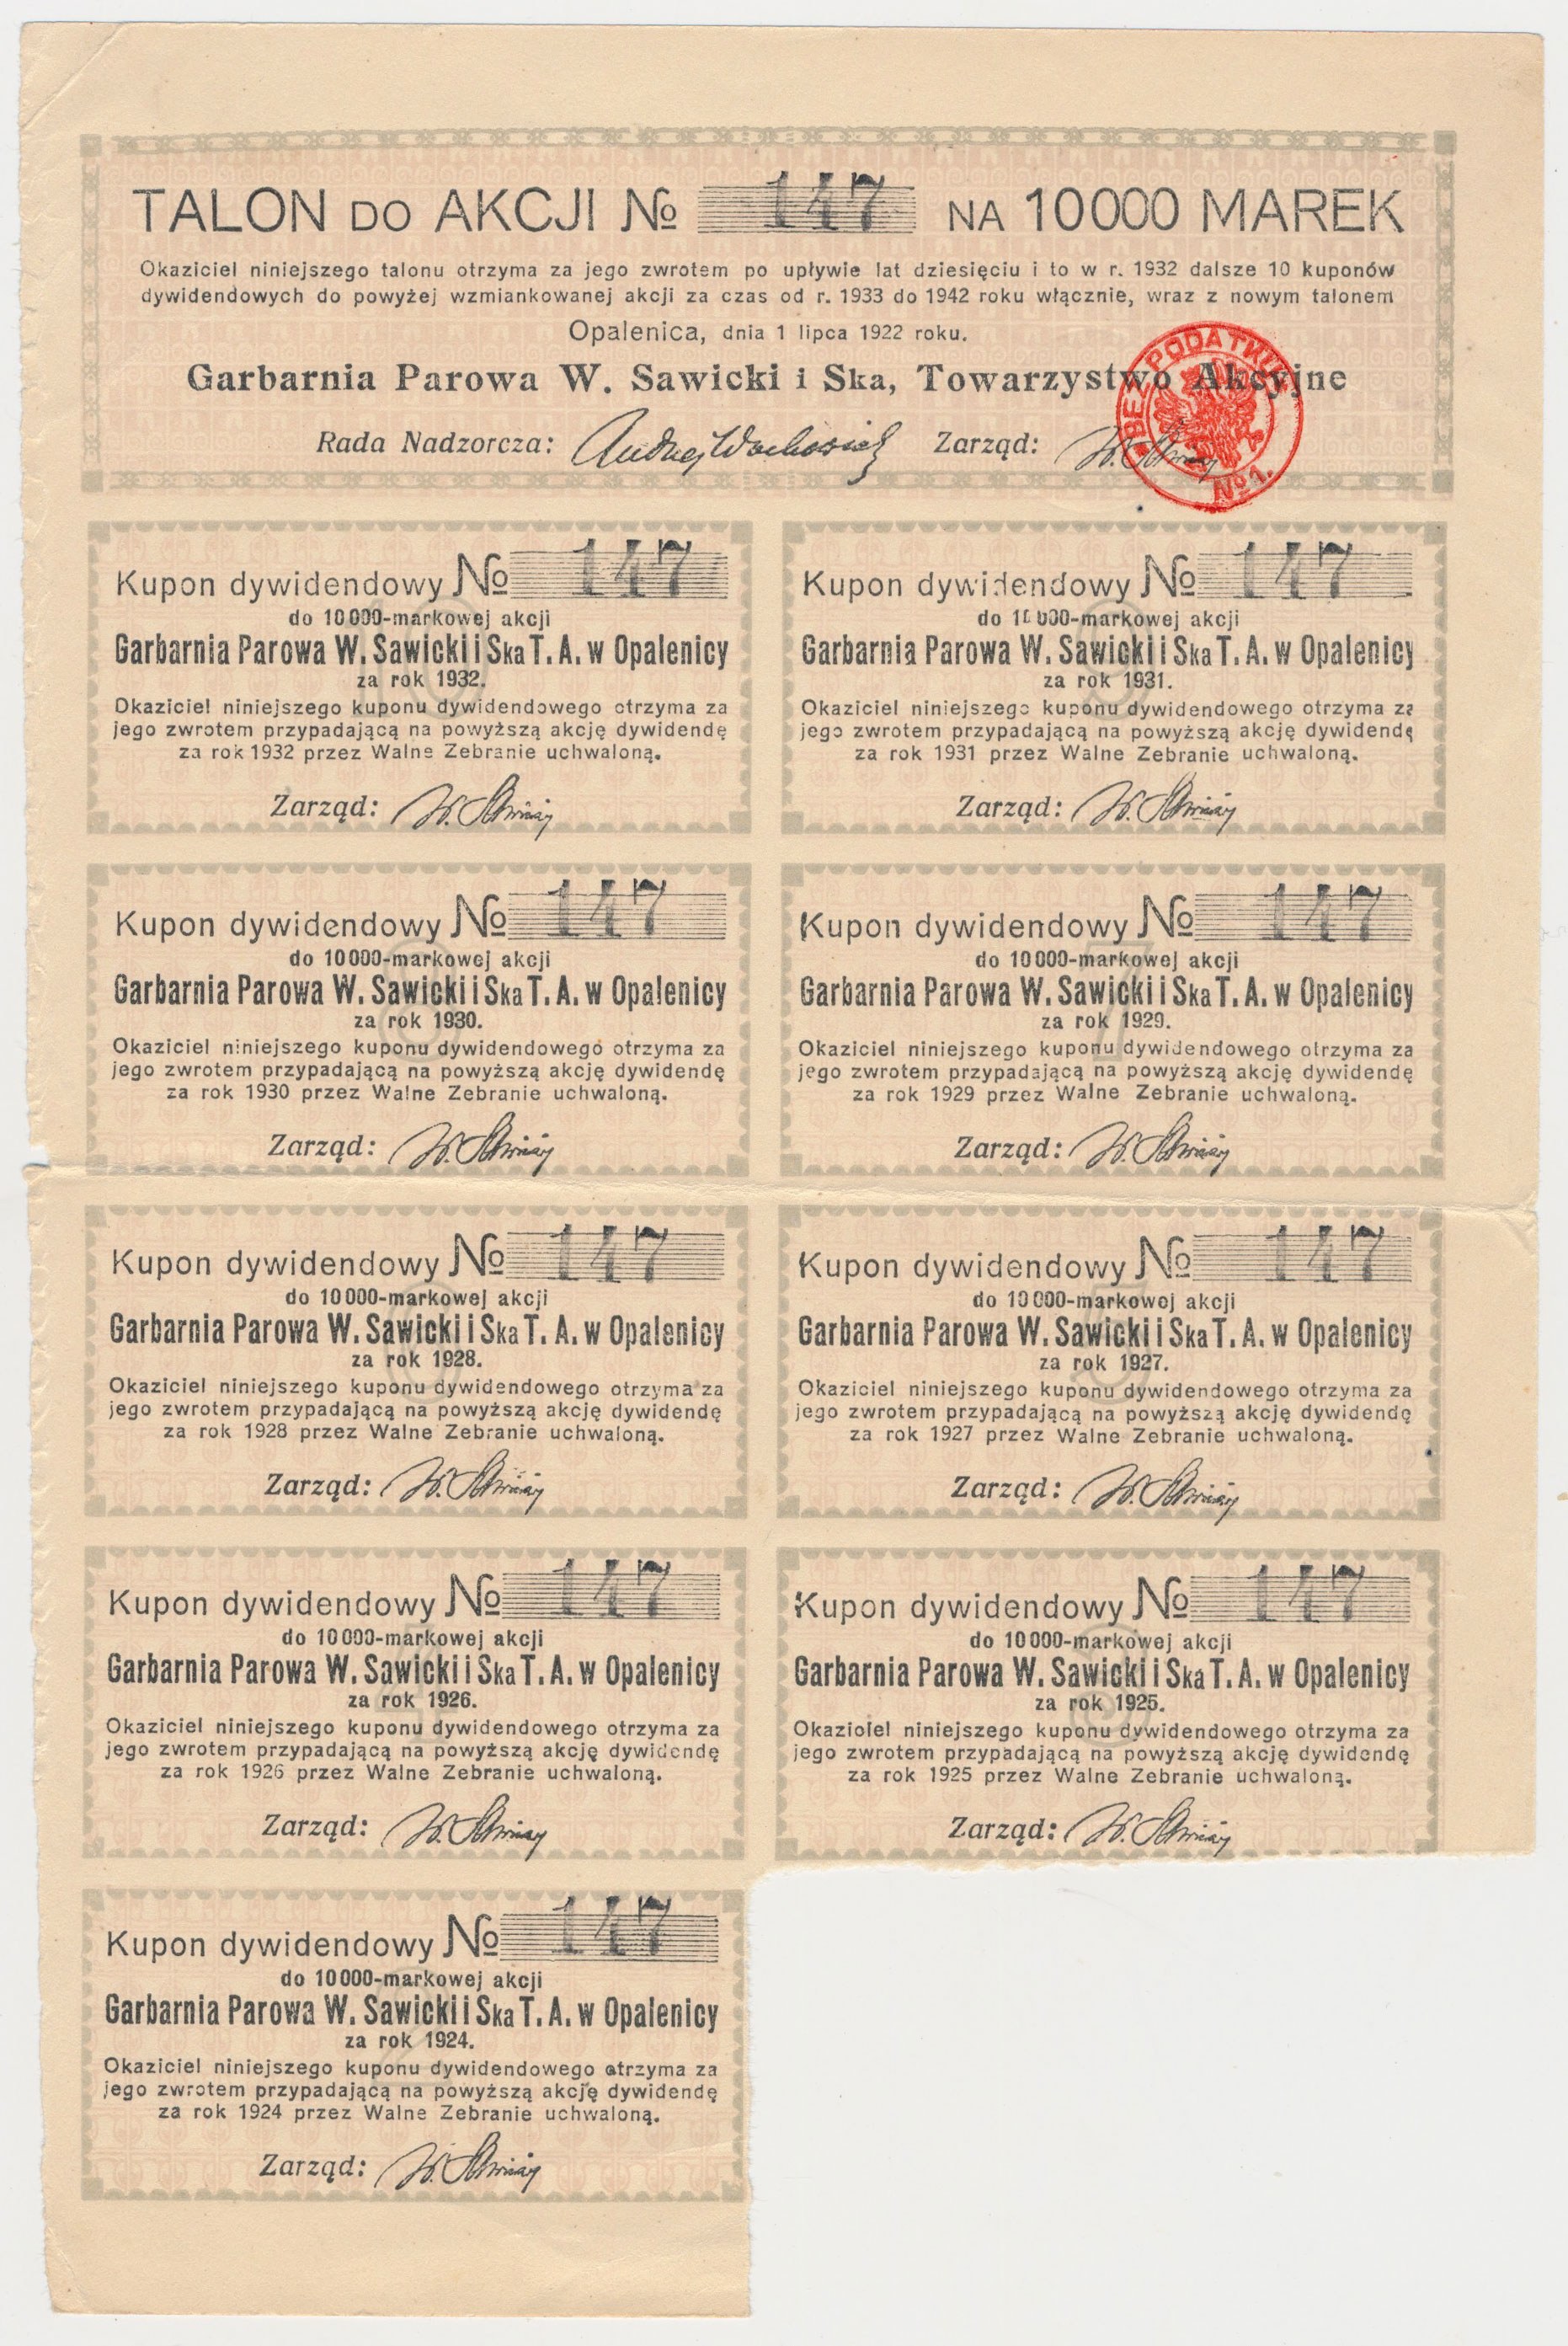 TALON DO AKCJI № 147 NA 10000 MAREK
Okaziciel niniejszego talonu otrzyma za jego zwrotem po upływie lat dziesięciu i to w r. 1932 dalsze 10 kuponów
dywidendowych do powyżej wzmiankowanej akcji za czas od r. 1933 do 1942 roku włącznie, wraz z nowym talonem
Opalenica, dnia 1 lipca 1922 roku.
Garbarnia Parowa W. Sawicki i Ska, Towarzystwo Akcyjne
Rada Nadzorcza: Zarząd:
BEZ PODATKU
№ 1.
Kupon dywidendowy № 147
do 10000-markowej akcji
Garbarnia Parowa W. Sawicki i Ska T. A. w Opalenicy
za rok 1932.
Okaziciel niniejszego kuponu dywidendowego otrzyma za
jego zwrotem przypadającą na powyższą akcję dywidendę
za rok 1932 przez Walne Zebranie uchwaloną.
Zarząd:
Kupon dywidendowy № 147
do 10000-markowej akcji
Garbarnia Parowa W. Sawicki i Ska T. A. w Opalenicy
za rok 1931.
Okaziciel niniejszego kuponu dywidendowego otrzyma za
jego zwrotem przypadającą na powyższą akcję dywidendę
za rok 1931 przez Walne Zebranie uchwaloną.
Zarząd:
Kupon dywidendowy № 147
do 10000-markowej akcji
Garbarnia Parowa W. Sawicki i Ska T. A. w Opalenicy
za rok 1930.
Okaziciel niniejszego kuponu dywidendowego otrzyma za
jego zwrotem przypadającą na powyższą akcję dywidendę
za rok 1930 przez Walne Zebranie uchwaloną.
Zarząd:
Kupon dywidendowy № 147
do 10000-markowej akcji
Garbarnia Parowa W. Sawicki i Ska T. A. w Opalenicy
za rok 1929.
Okaziciel niniejszego kuponu dywidendowego otrzyma za
jego zwrotem przypadającą na powyższą akcję dywidendę
za rok 1929 przez Walne Zebranie uchwaloną.
Zarząd:
Kupon dywidendowy № 147
do 10000-markowej akcji
Garbarnia Parowa W. Sawicki i Ska T. A. w Opalenicy
za rok 1928.
Okaziciel niniejszego kuponu dywidendowego otrzyma za
jego zwrotem przypadającą na powyższą akcję dywidendę
za rok 1928 przez Walne Zebranie uchwaloną.
Zarząd:
Kupon dywidendowy № 147
do 10000-markowej akcji
Garbarnia Parowa W. Sawicki i Ska T. A. w Opalenicy
za rok 1927.
Okaziciel niniejszego kuponu dywidendowego otrzyma za
jego zwrotem przypadającą na powyższą akcję dywidendę
za rok 1927 przez Walne Zebranie uchwaloną.
Zarząd:
Kupon dywidendowy № 147
do 10000-markowej akcji
Garbarnia Parowa W. Sawicki i Ska T. A. w Opalenicy
za rok 1926.
Okaziciel niniejszego kuponu dywidendowego otrzyma za
jego zwrotem przypadającą na powyższą akcję dywidendę
za rok 1926 przez Walne Zebranie uchwaloną.
Zarząd:
Kupon dywidendowy № 147
do 10000-markowej akcji
Garbarnia Parowa W. Sawicki i Ska T. A. w Opalenicy
za rok 1925.
Okaziciel niniejszego kuponu dywidendowego otrzyma za
jego zwrotem przypadającą na powyższą akcję dywidendę
za rok 1925 przez Walne Zebranie uchwaloną.
Zarząd:
Kupon dywidendowy № 147
do 10000-markowej akcji
Garbarnia Parowa W. Sawicki i Ska T. A. w Opalenicy
za rok 1924.
Okaziciel niniejszego kuponu dywidendowego otrzyma za
jego zwrotem przypadającą na powyższą akcję dywidendę
za rok 1924 przez Walne Zebranie uchwaloną.
Zarząd: